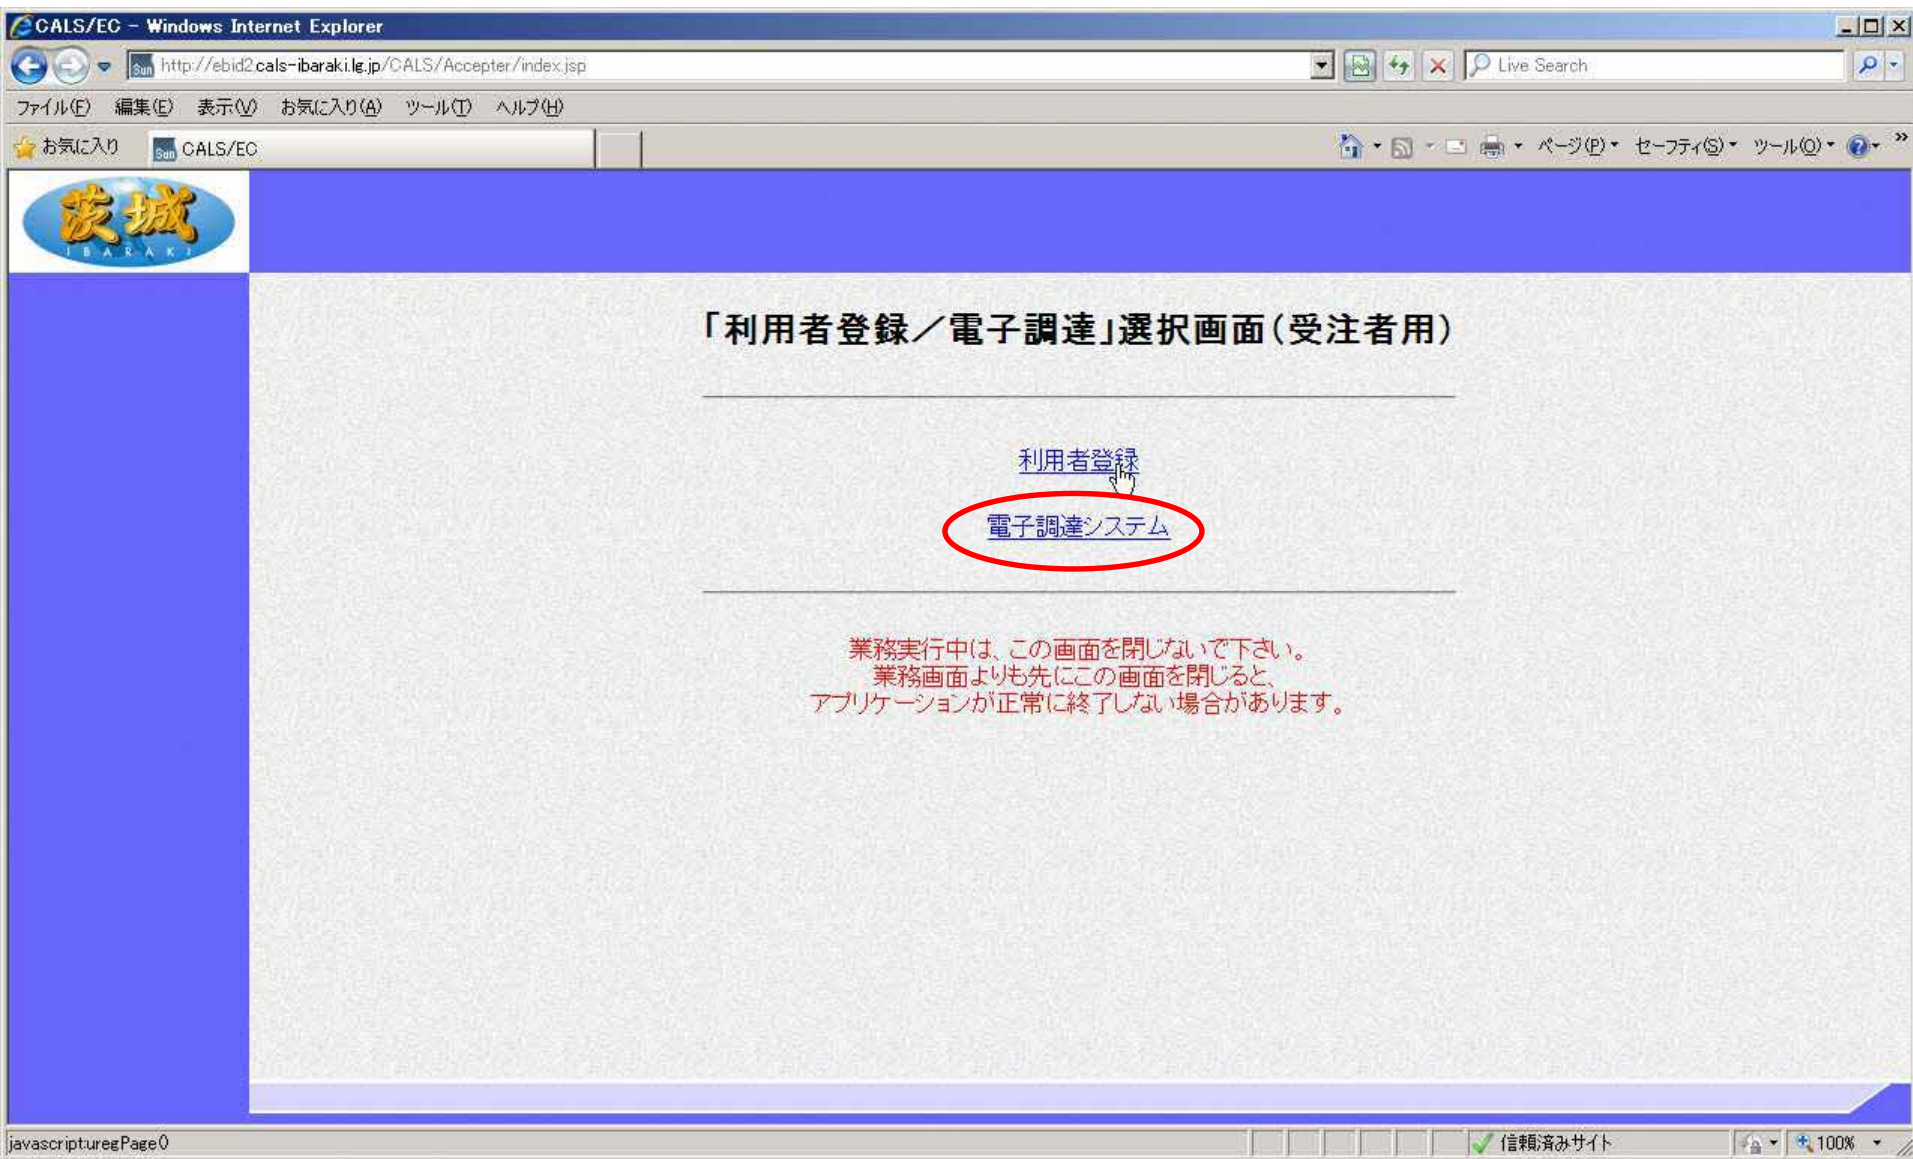 CALS/EC - Windows Internet Explorer
http://ebid2.cals-ibaraki.lg.jp/CALS/Accepter/index.jsp
Live Search
ファイル(F) 編集(E) 表示(V) お気に入り(A) ツール(T) ヘルプ(H)
お気に入り Sun CALS/EC ページ(P) セーフティ(S) ツール(O) »
茨城
IBARAKI
「利用者登録／電子調達」選択画面(受注者用)
利用者登録
電子調達システム
業務実行中は、この画面を閉じないで下さい。
業務画面よりも先にこの画面を閉じると、
アプリケーションが正常に終了しない場合があります。
javascript:uregPage() 信頼済みサイト 100%